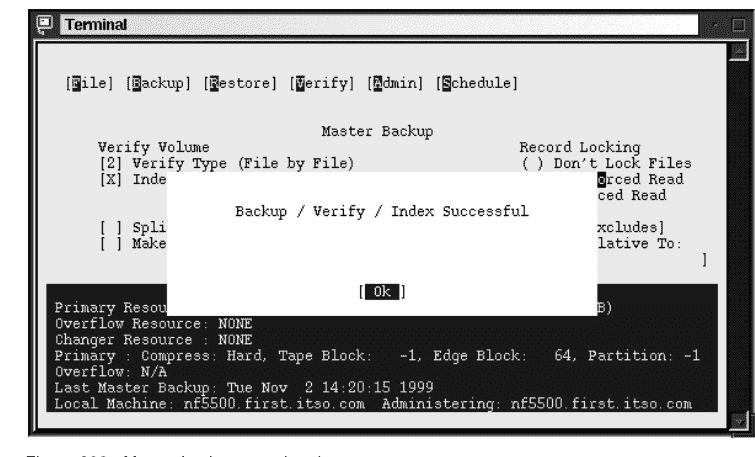 Terminal
[File] [Backup] [Restore] [Verify] [Admin] [Schedule]
Master Backup
Verify Volume Record Locking
[2] Verify Type (File by File) ( ) Don't Lock Files
[X] Inde orced Read
ced Read
Backup / Verify / Index Successful
[ ] Spli xcludes]
[ ] Make lative To:
]
[ Ok ]
Primary Resou B)
Overflow Resource: NONE
Changer Resource : NONE
Primary : Compress: Hard, Tape Block: -1, Edge Block: 64, Partition: -1
Overflow: N/A
Last Master Backup: Tue Nov 2 14:20:15 1999
Local Machine: nf5500.first.itso.com Administering: nf5500.first.itso.com